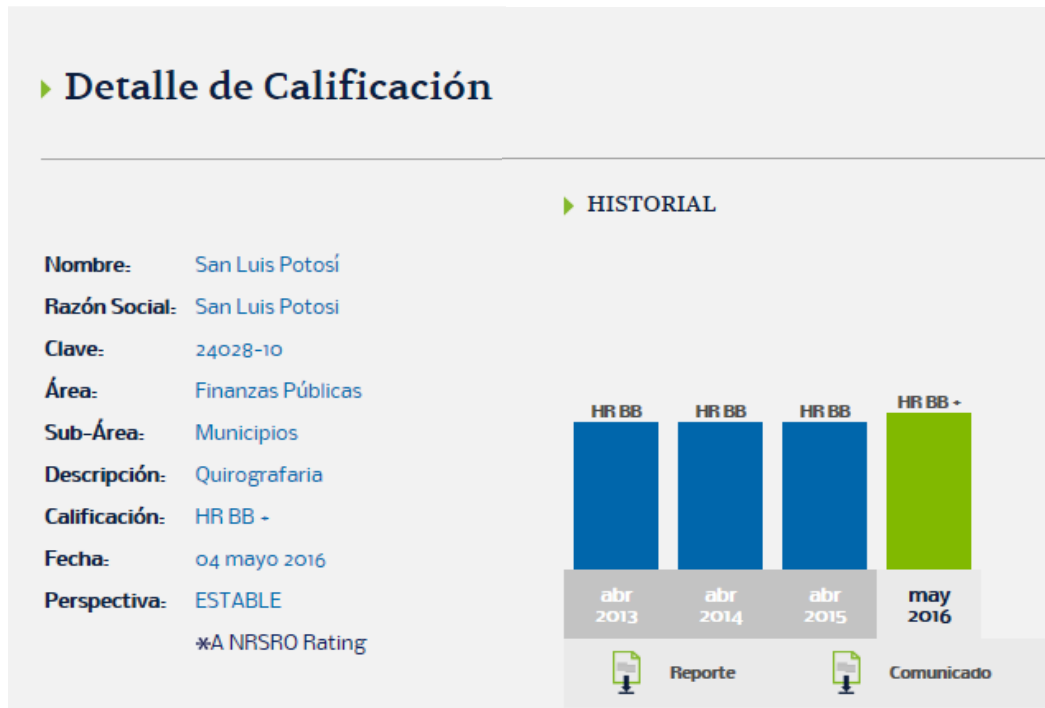 Detalle de Calificación
HISTORIAL
Nombre: San Luis Potosí
Razón Social: San Luis Potosi
Clave: 24028-10
Área: Finanzas Públicas
Sub-Área: Municipios
Descripción: Quirografaria
Calificación: HR BB +
Fecha: 04 mayo 2016
Perspectiva: ESTABLE
*A NRSRO Rating
HR BB HR BB HR BB HR BB +
abr abr abr may
2013 2014 2015 2016
Reporte Comunicado